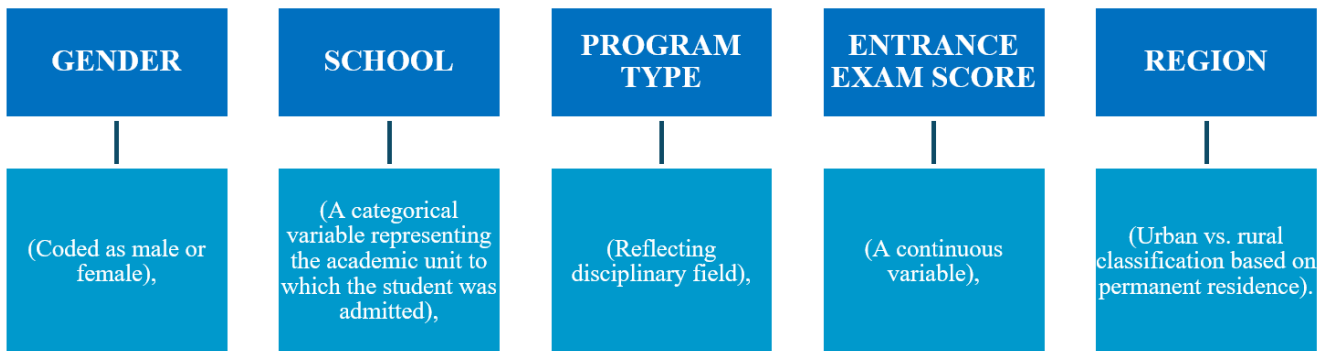 GENDER
SCHOOL
PROGRAM
TYPE
ENTRANCE
EXAM SCORE
REGION
(Coded as male or
female),
(A categorical
variable representing
the academic unit to
which the student was
admitted),
(Reflecting
disciplinary field),
(A continuous
variable),
(Urban vs. rural
classification based on
permanent residence).